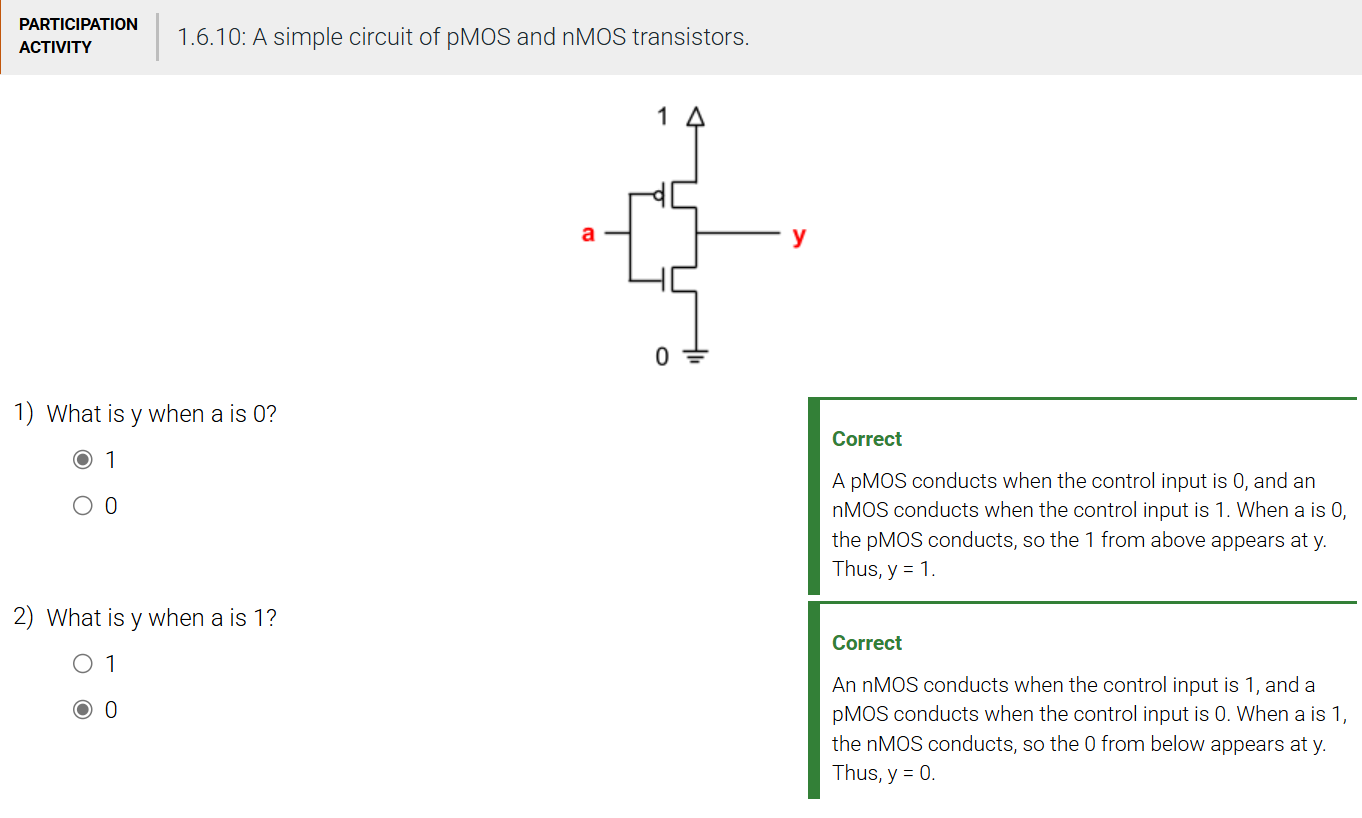 PARTICIPATION
ACTIVITY
1.6.10: A simple circuit of pMOS and nMOS transistors.
1
a
y
0
1) What is y when a is 0?
1
0
Correct
A pMOS conducts when the control input is 0, and an
nMOS conducts when the control input is 1. When a is 0,
the pMOS conducts, so the 1 from above appears at y.
Thus, y = 1.
2) What is y when a is 1?
1
0
Correct
An nMOS conducts when the control input is 1, and a
pMOS conducts when the control input is 0. When a is 1,
the nMOS conducts, so the 0 from below appears at y.
Thus, y = 0.